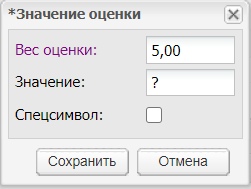 *Значение оценки
Вес оценки: 5,00
Значение: ?
Спецсимвол:
Сохранить Отмена